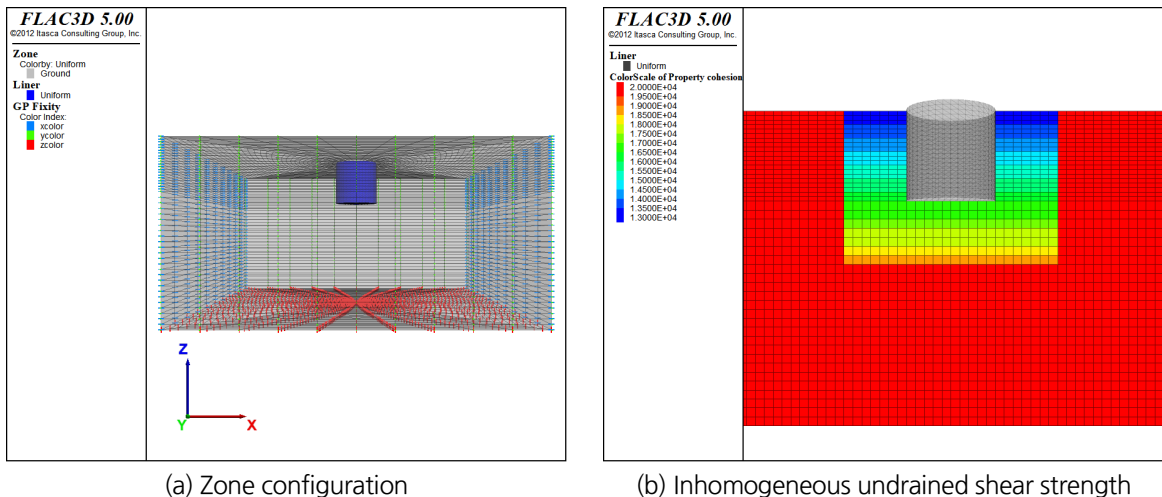 FLAC3D 5.00
©2012 Itasca Consulting Group, Inc.
Zone
Colorby: Uniform
Ground
Liner
Uniform
GP Fixity
Color Index:
xcolor
ycolor
zcolor
Z
Y
X
(a) Zone configuration
FLAC3D 5.00
©2012 Itasca Consulting Group, Inc.
Liner
Uniform
ColorScale of Property cohesion
2.0000E+04
1.9500E+04
1.9000E+04
1.8500E+04
1.8000E+04
1.7500E+04
1.7000E+04
1.6500E+04
1.6000E+04
1.5500E+04
1.5000E+04
1.4500E+04
1.4000E+04
1.3500E+04
1.3000E+04
(b) Inhomogeneous undrained shear strength